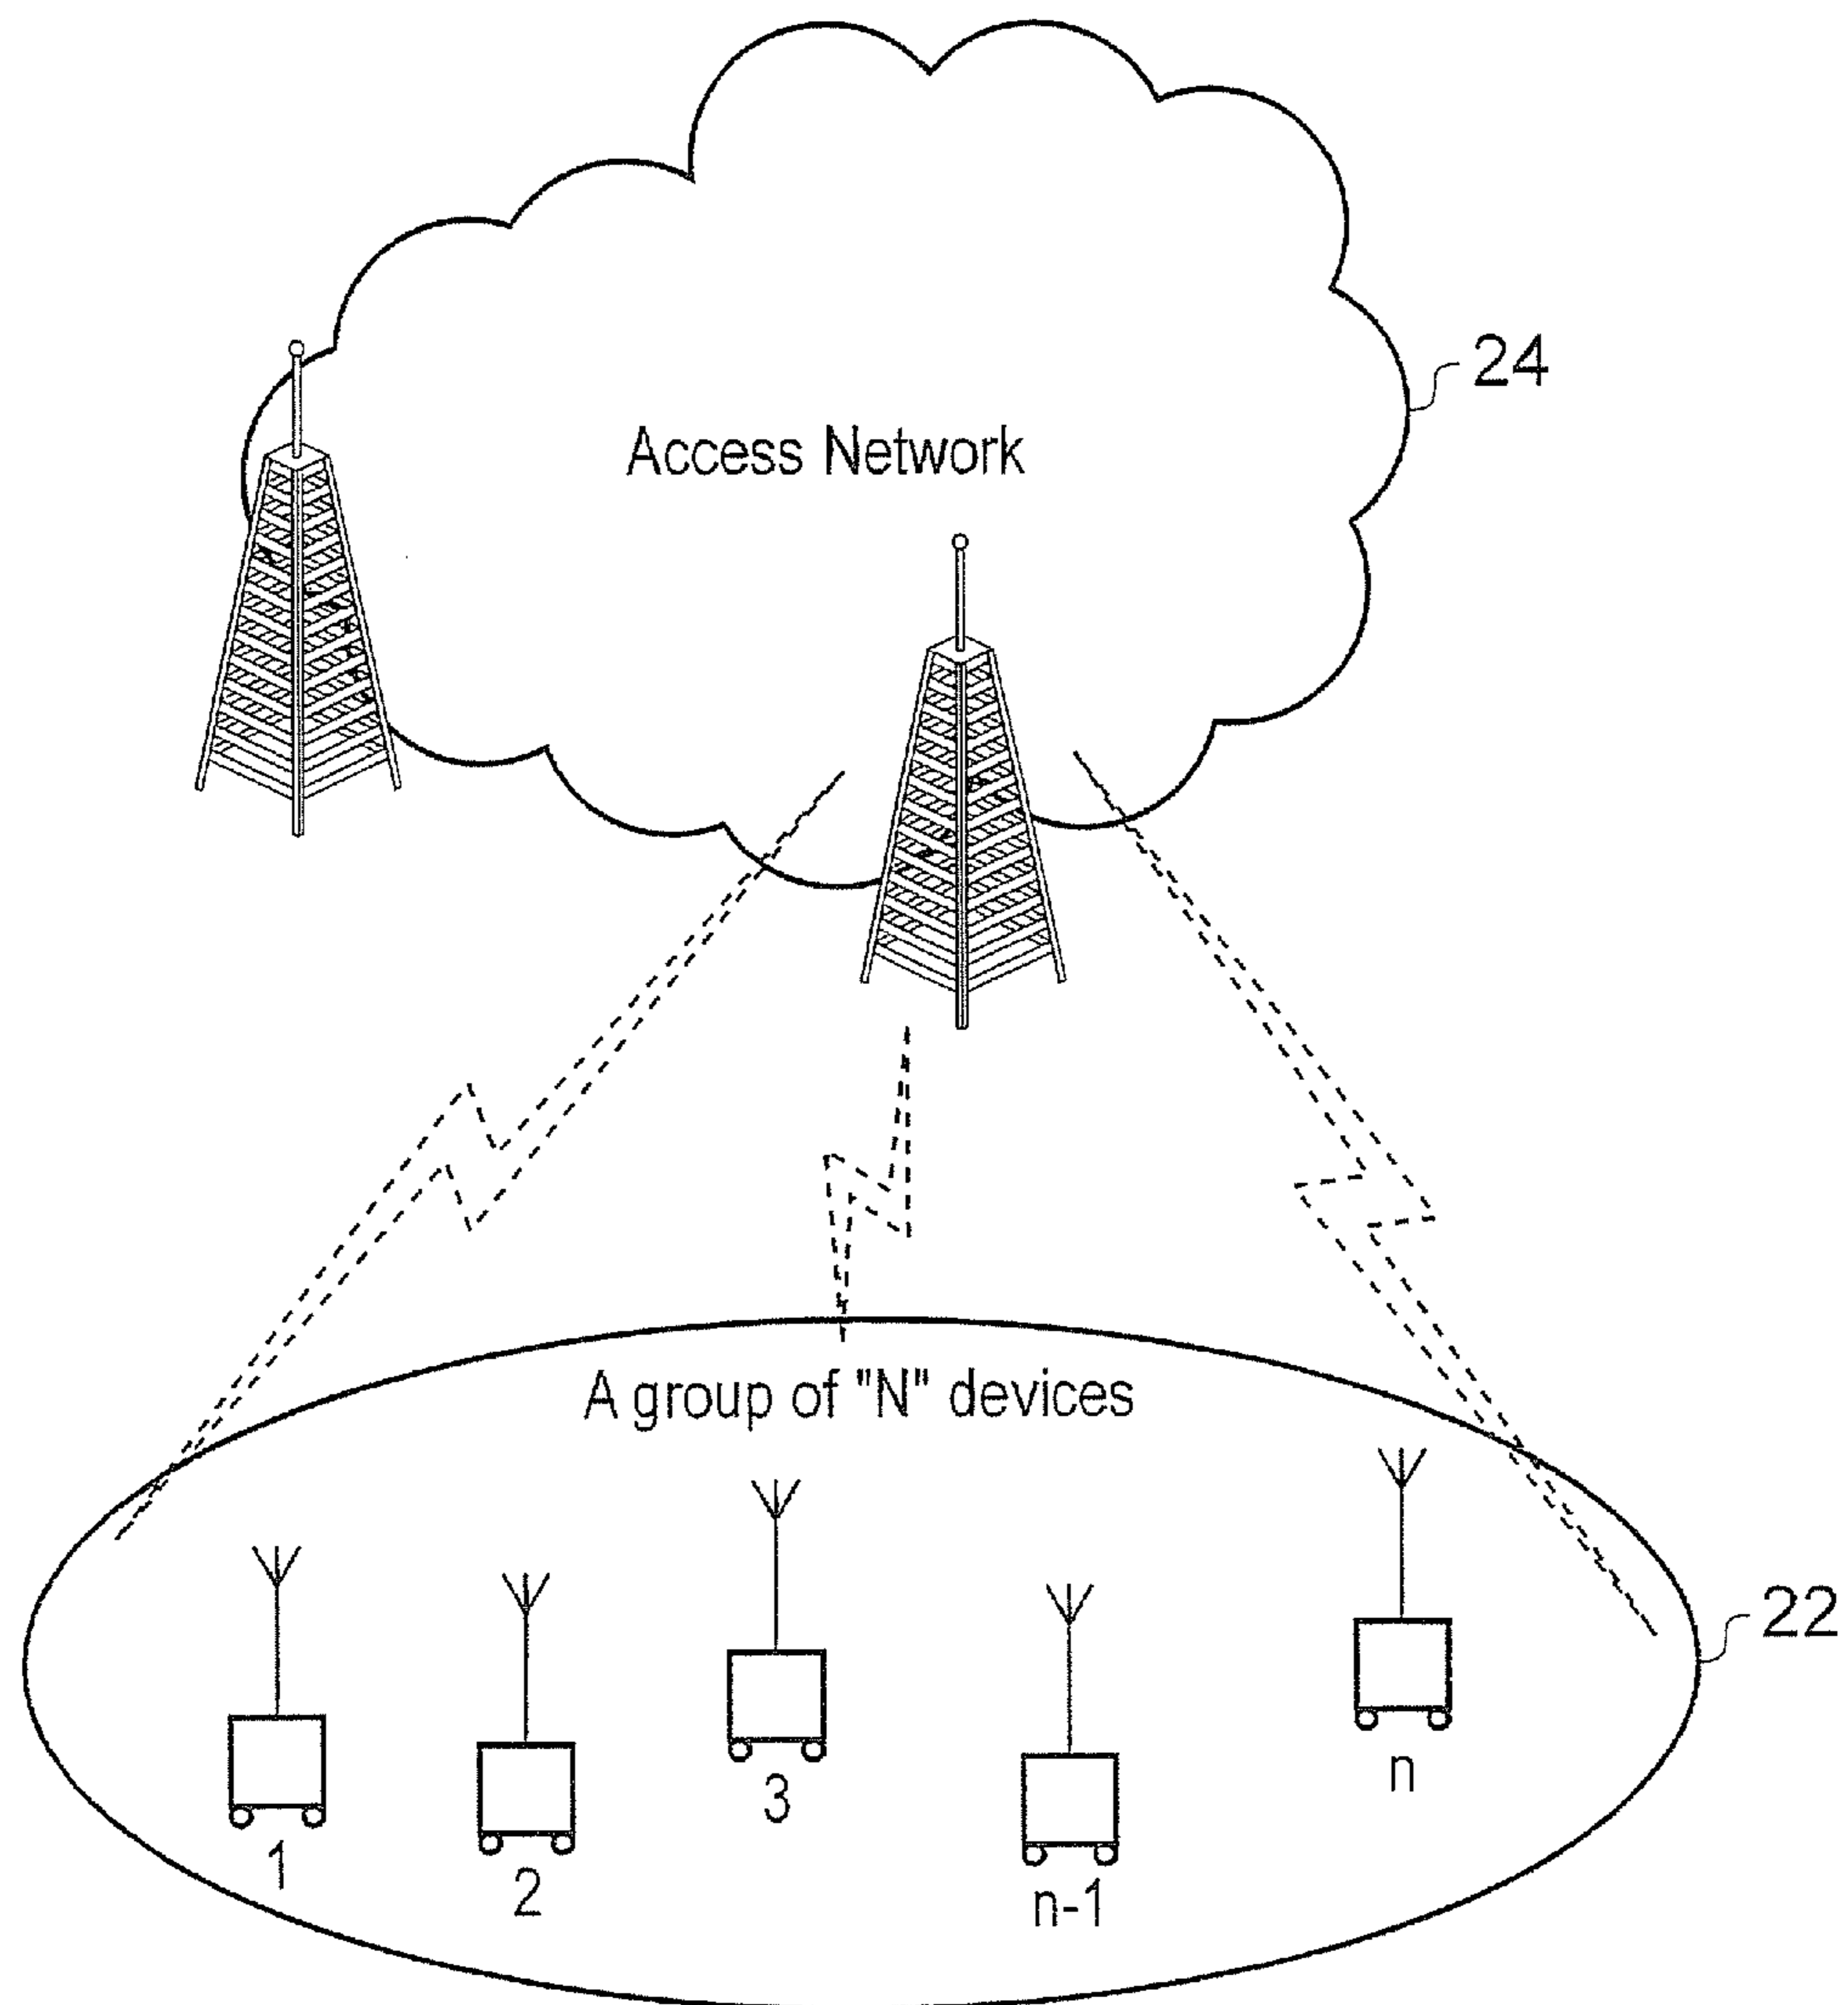 24
Access Network
A group of "N" devices
22
1
2
3
n-1
n